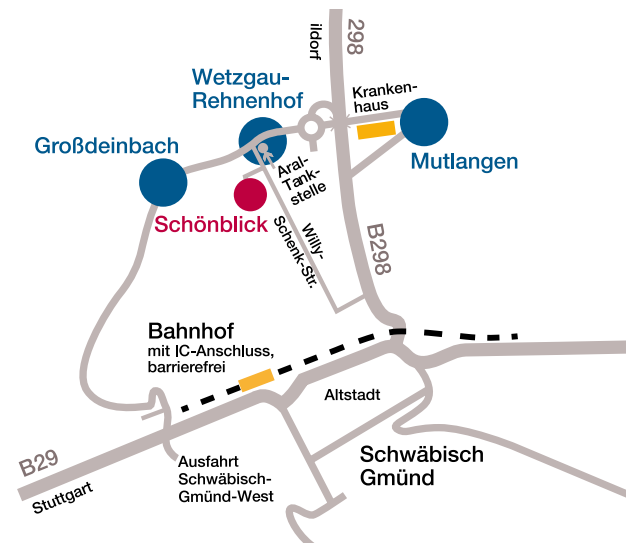 298
ildorf
Wetzgau-
Rehnenhof
Kranken-
haus
Großdeinbach
Mutlangen
Aral-
Tank-
stelle
Schönblick
Willy-
Schenk-Str.
B298
Bahnhof
mit IC-Anschluss,
barrierefrei
Altstadt
Schwäbisch
Gmünd
B29
Stuttgart
Ausfahrt
Schwäbisch-
Gmünd-West